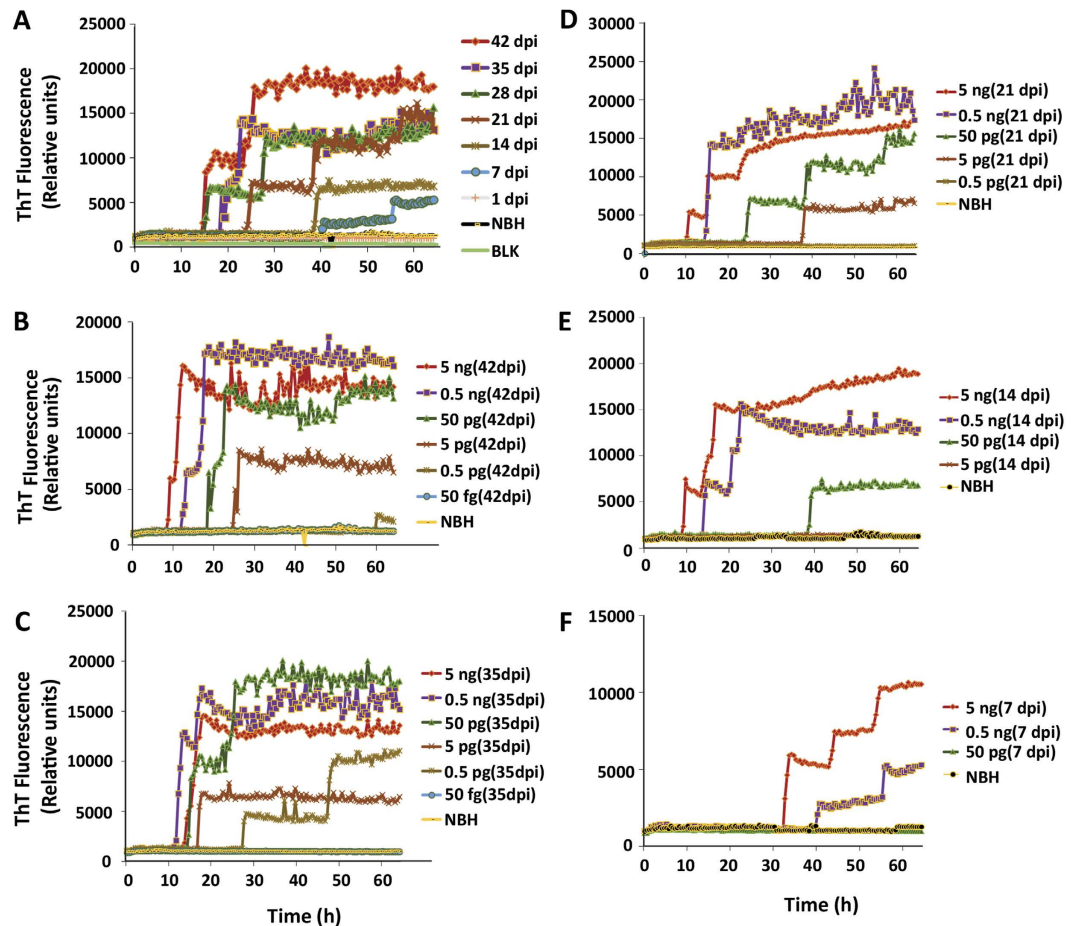 A
ThT Fluorescence
(Relative units)
25000
20000
15000
10000
5000
0
0 10 20 30 40 50 60
42 dpi
35 dpi
28 dpi
21 dpi
14 dpi
7 dpi
1 dpi
NBH
BLK
D
ThT Fluorescence
(Relative units)
30000
25000
20000
15000
10000
5000
0
0 10 20 30 40 50 60
5 ng(21 dpi)
0.5 ng(21 dpi)
50 pg(21 dpi)
5 pg(21 dpi)
0.5 pg(21 dpi)
NBH
B
ThT Fluorescence
(Relative units)
20000
15000
10000
5000
0
0 10 20 30 40 50 60
5 ng(42dpi)
0.5 ng(42dpi)
50 pg(42dpi)
5 pg(42dpi)
0.5 pg(42dpi)
50 fg(42dpi)
NBH
E
25000
20000
15000
10000
5000
0
0 10 20 30 40 50 60
5 ng(14 dpi)
0.5 ng(14 dpi)
50 pg(14 dpi)
5 pg(14 dpi)
NBH
C
ThT Fluorescence
(Relative units)
25000
20000
15000
10000
5000
0
0 10 20 30 40 50 60 70
Time (h)
5 ng(35dpi)
0.5 ng(35dpi)
50 pg(35dpi)
5 pg(35dpi)
0.5 pg(35dpi)
50 fg(35dpi)
NBH
F
15000
10000
5000
0
0 10 20 30 40 50 60
Time (h)
5 ng(7 dpi)
0.5 ng(7 dpi)
50 pg(7 dpi)
NBH